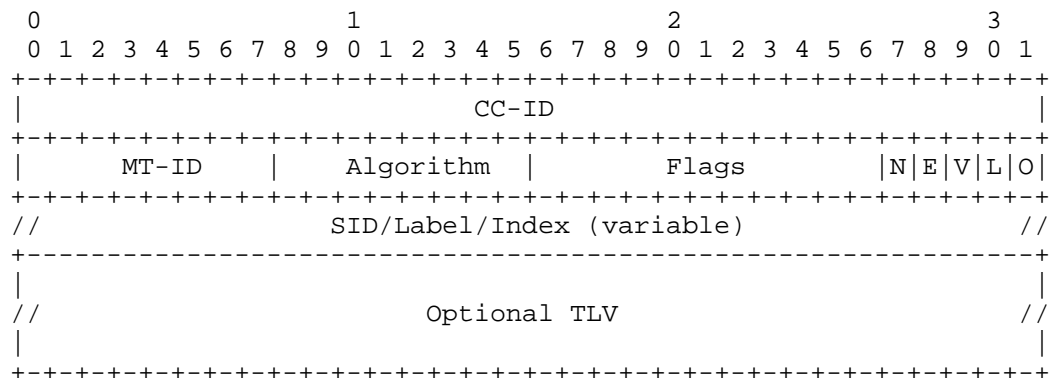 0                   1                   2                   3
 0 1 2 3 4 5 6 7 8 9 0 1 2 3 4 5 6 7 8 9 0 1 2 3 4 5 6 7 8 9 0 1
+-+-+-+-+-+-+-+-+-+-+-+-+-+-+-+-+-+-+-+-+-+-+-+-+-+-+-+-+-+-+-+-+
|                            CC-ID                              |
+-+-+-+-+-+-+-+-+-+-+-+-+-+-+-+-+-+-+-+-+-+-+-+-+-+-+-+-+-+-+-+-+
|      MT-ID    |    Algorithm  |        Flags        |N|E|V|L|O|
+-+-+-+-+-+-+-+-+-+-+-+-+-+-+-+-+-+-+-+-+-+-+-+-+-+-+-+-+-+-+-+-+
//                  SID/Label/Index (variable)                 //
+---------------------------------------------------------------+
|                                                               |
//                        Optional TLV                         //
|                                                               |
+-+-+-+-+-+-+-+-+-+-+-+-+-+-+-+-+-+-+-+-+-+-+-+-+-+-+-+-+-+-+-+-+